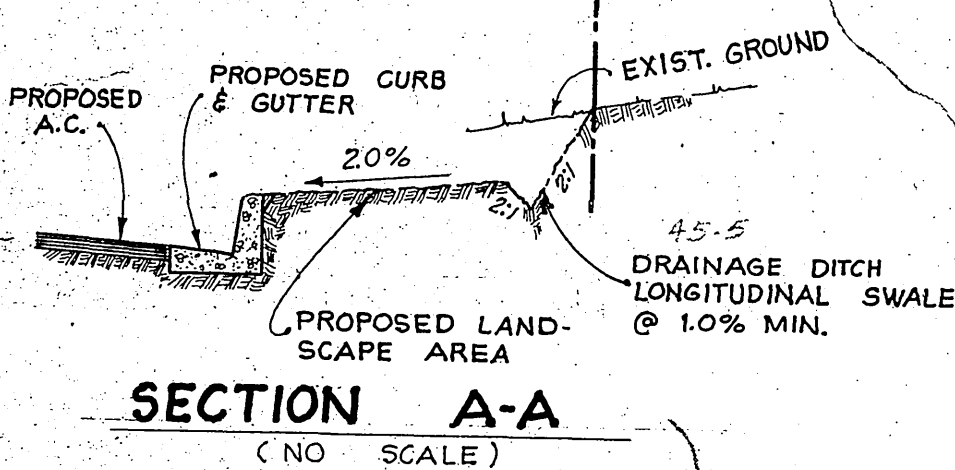 EXIST. GROUND
PROPOSED CURB
& GUTTER
PROPOSED
A.C.
2.0%
2:1
2:1
45.5
DRAINAGE DITCH
LONGITUDINAL SWALE
@ 1.0% MIN.
PROPOSED LAND-
SCAPE AREA
SECTION A-A
(NO SCALE)